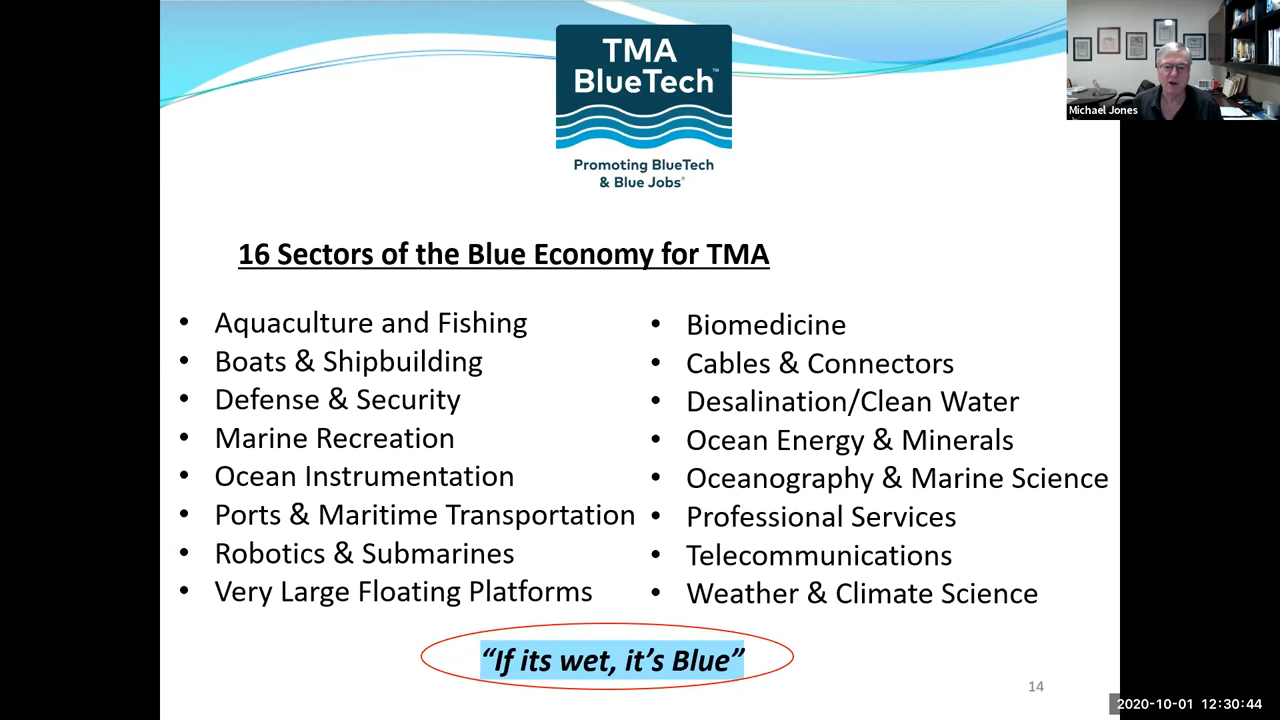 TMA
BlueTech™
Promoting BlueTech
& Blue Jobs®
Michael Jones
16 Sectors of the Blue Economy for TMA
• Aquaculture and Fishing
• Boats & Shipbuilding
• Defense & Security
• Marine Recreation
• Ocean Instrumentation
• Ports & Maritime Transportation
• Robotics & Submarines
• Very Large Floating Platforms
• Biomedicine
• Cables & Connectors
• Desalination/Clean Water
• Ocean Energy & Minerals
• Oceanography & Marine Science
• Professional Services
• Telecommunications
• Weather & Climate Science
“If its wet, it’s Blue”
14
2020-10-01 12:30:44